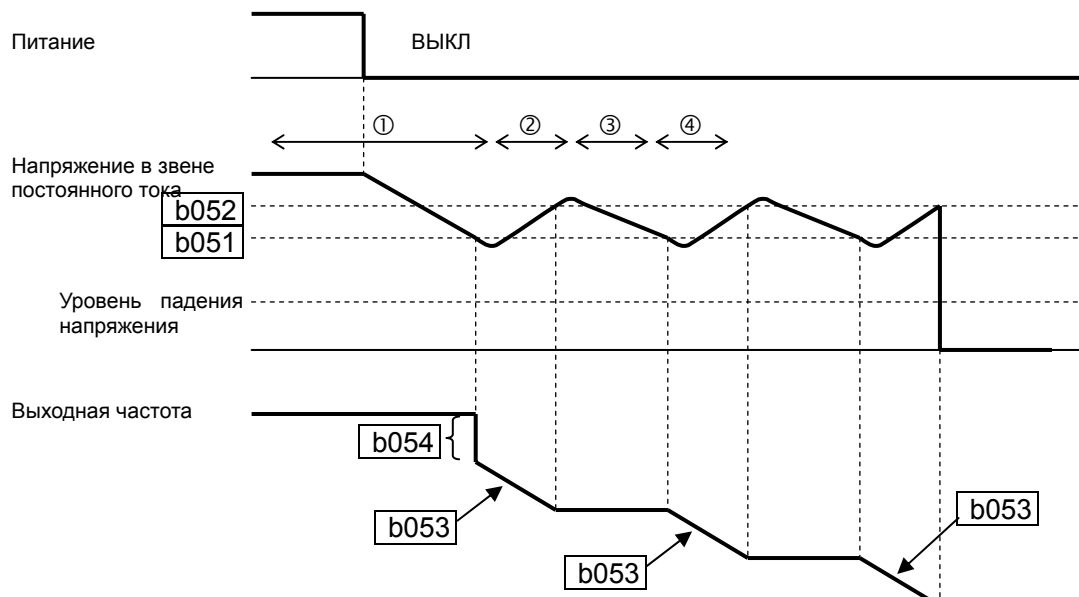 Питание
ВЫКЛ
① ② ③ ④
Напряжение в звене
постоянного тока
b052
b051
Уровень падения
напряжения
Выходная частота
b054
b053
b053
b053